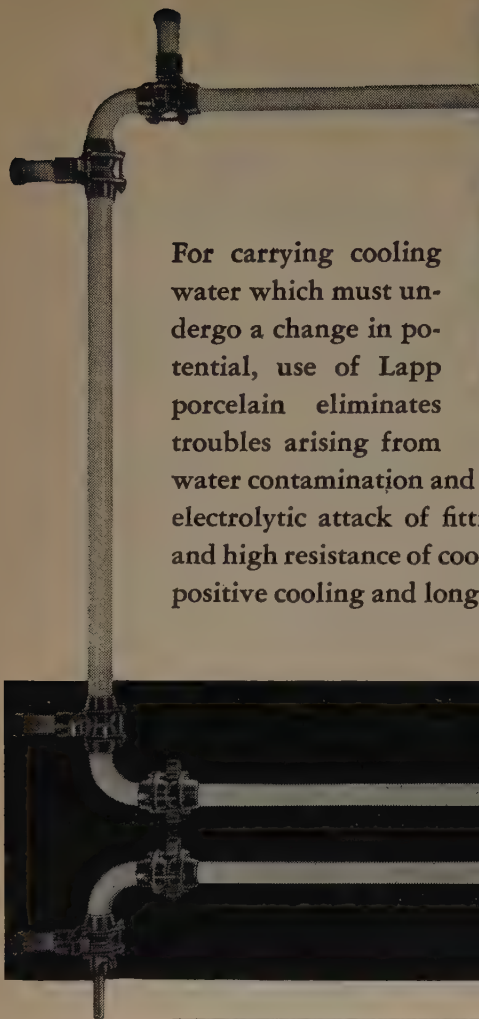 For carrying cooling
water which must un-
dergo a change in po-
tential, use of Lapp
porcelain eliminates
troubles arising from
water contamination and
electrolytic attack of fitt
and high resistance of coo
positive cooling and long